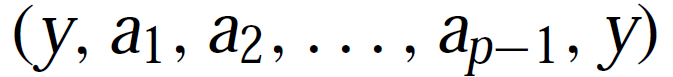 (y, a₁, a₂, . . . , aₚ₋₁, y)